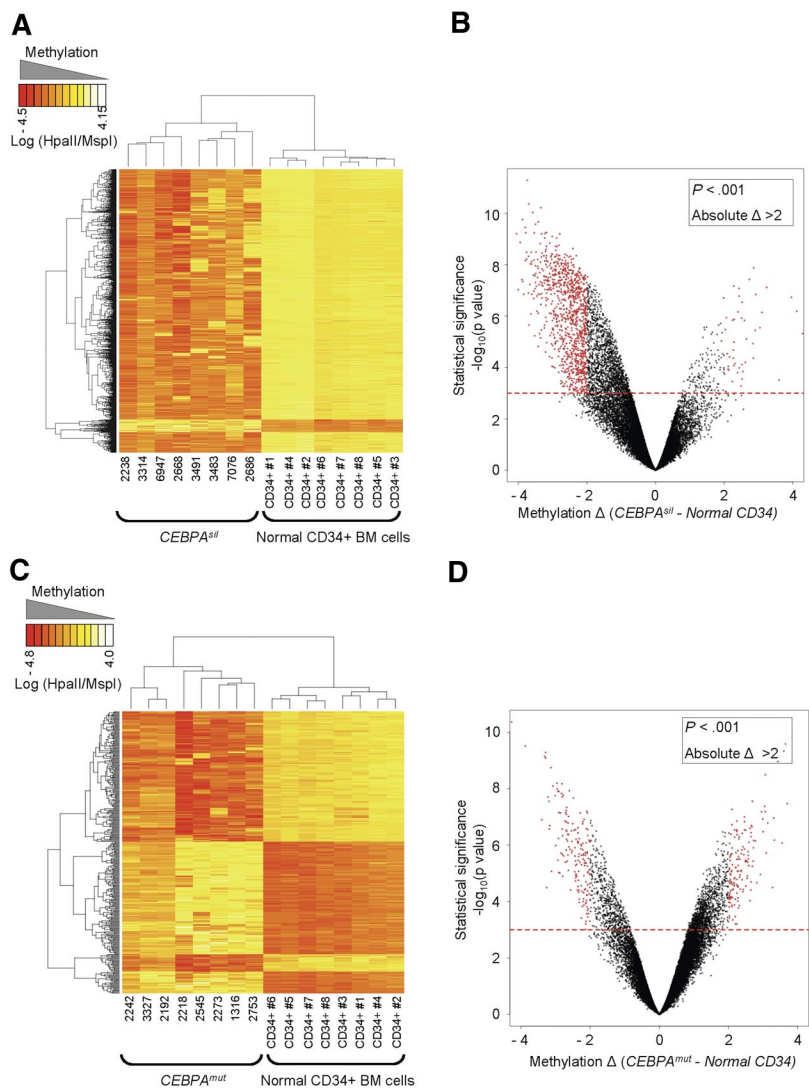 A
Methylation
- 4.5
4.15
Log (HpaII/MspI)
2238
3314
6947
2668
3491
3483
7076
2686
CD34+ #1
CD34+ #4
CD34+ #2
CD34+ #6
CD34+ #7
CD34+ #8
CD34+ #5
CD34+ #3
CEBPAsil
Normal CD34+ BM cells
B
P < .001
Absolute Δ >2
10
8
6
4
2
0
Statistical significance
-log10(p value)
- 4
-2
0
2
4
Methylation Δ (CEBPAsil - Normal CD34)
C
Methylation
- 4.8
4.0
Log (HpaII/MspI)
2242
3327
2192
2218
2545
2273
1316
2753
CD34+ #6
CD34+ #5
CD34+ #7
CD34+ #8
CD34+ #3
CD34+ #1
CD34+ #4
CD34+ #2
CEBPAmut
Normal CD34+ BM cells
D
P < .001
Absolute Δ >2
10
8
6
4
2
0
Statistical significance
-log10(p value)
- 4
-2
0
2
4
Methylation Δ (CEBPAmut - Normal CD34)